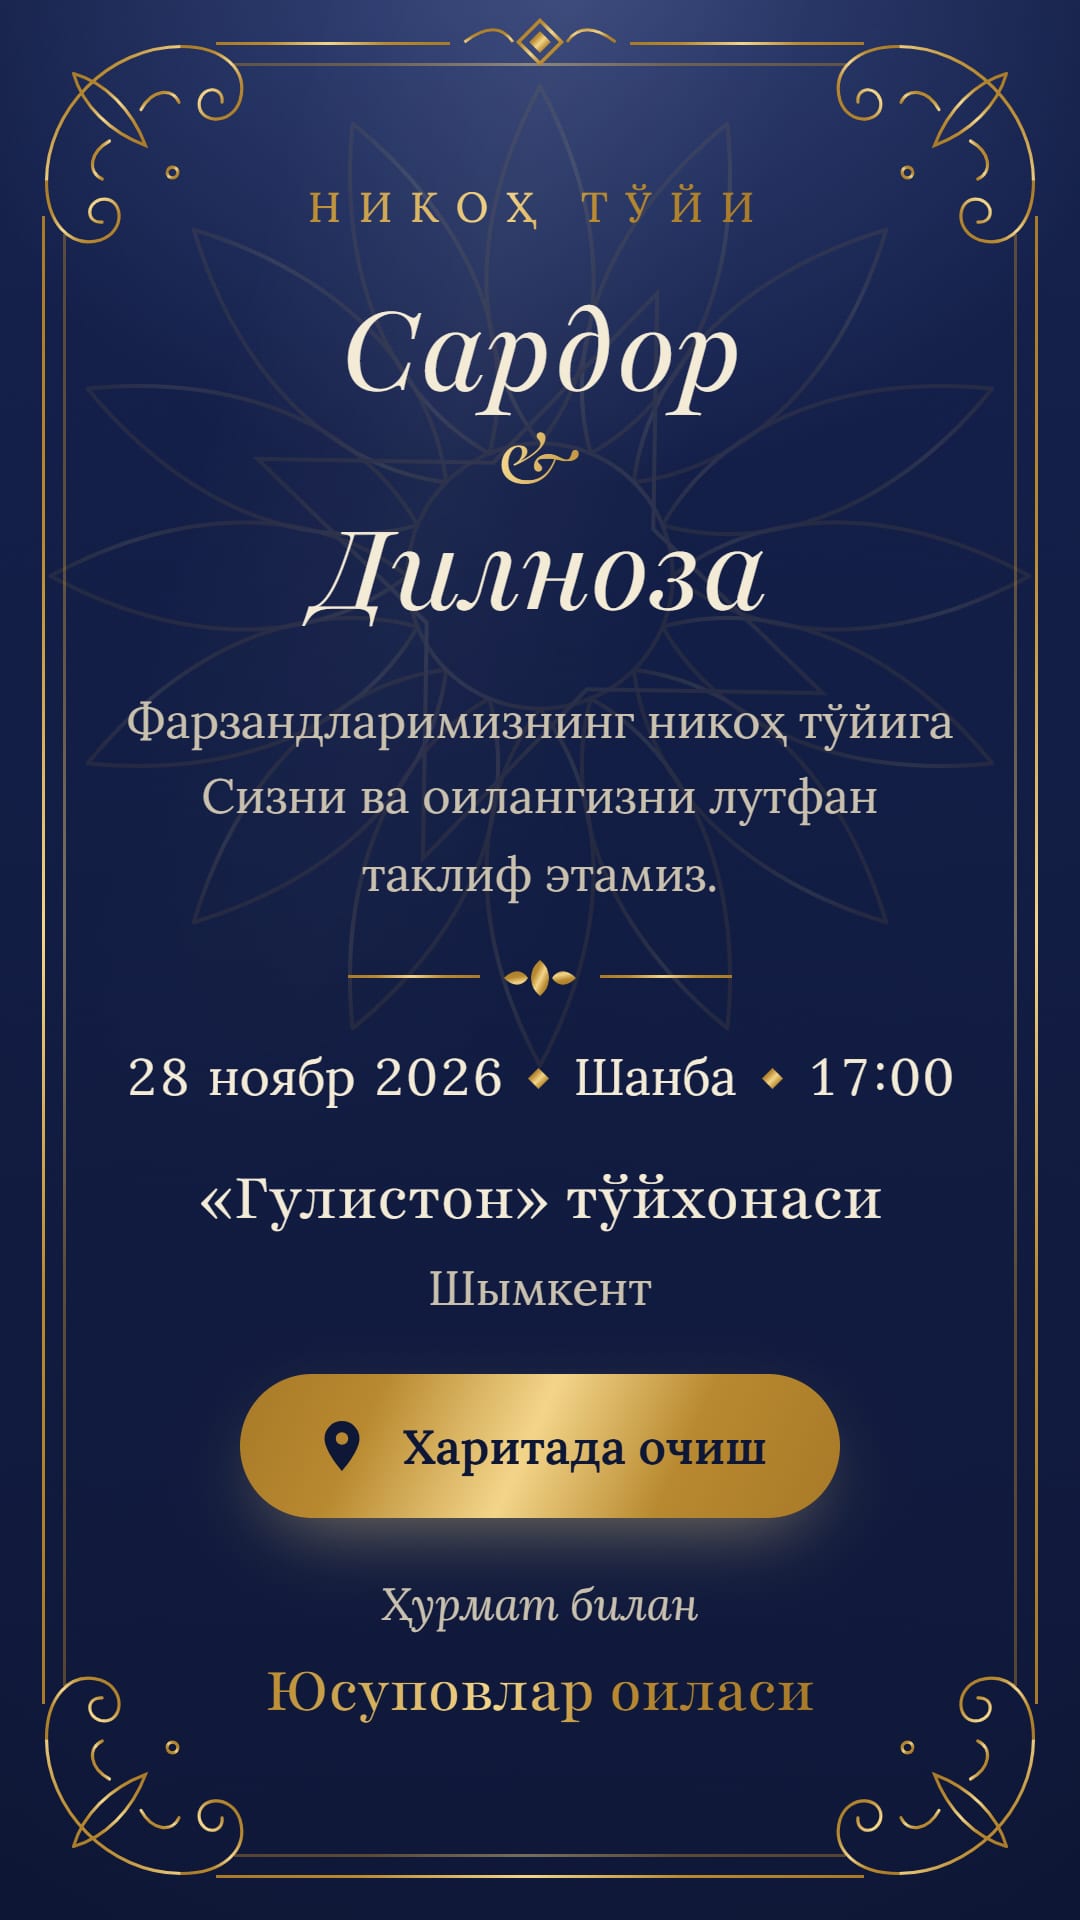 НИКОҲ ТЎЙИ
Сардор
&
Дилноза
Фарзандларимизнинг никоҳ тўйига
Сизни ва оилангизни лутфан
таклиф этамиз.
28 ноябр 2026 ◆ Шанба ◆ 17:00
«Гулистон» тўйхонаси
Шымкент
Харитада очиш
Ҳурмат билан
Юсуповлар оиласи